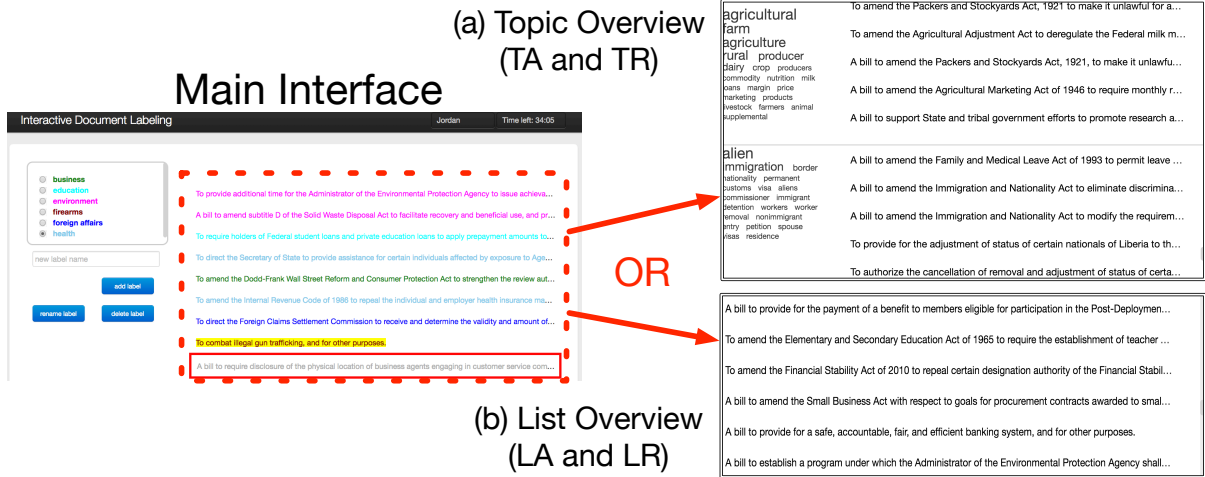 (a) Topic Overview
(TA and TR)
Main Interface
Interactive Document Labeling
Jordan
Time left: 34:05
business
education
environment
firearms
foreign affairs
health
new label name
add label
rename label
delete label
To provide additional time for the Administrator of the Environmental Protection Agency to issue achieva...
A bill to amend subtitle D of the Solid Waste Disposal Act to facilitate recovery and beneficial use, and pr...
To require holders of Federal student loans and private education loans to apply prepayment amounts to...
To direct the Secretary of State to provide assistance for certain individuals affected by exposure to Age...
To amend the Dodd-Frank Wall Street Reform and Consumer Protection Act to strengthen the review aut...
To amend the Internal Revenue Code of 1986 to repeal the individual and employer health insurance ma...
To direct the Foreign Claims Settlement Commission to receive and determine the validity and amount of...
To combat illegal gun trafficking, and for other purposes.
A bill to require disclosure of the physical location of business agents engaging in customer service com...
OR
agricultural
farm
agriculture
rural producer
dairy crop producers
commodity nutrition milk
loans margin price
marketing products
livestock farmers animal
supplemental
To amend the Packers and Stockyards Act, 1921 to make it unlawful for a...
To amend the Agricultural Adjustment Act to deregulate the Federal milk m...
A bill to amend the Packers and Stockyards Act, 1921, to make it unlawfu...
A bill to amend the Agricultural Marketing Act of 1946 to require monthly r...
A bill to support State and tribal government efforts to promote research a...
alien
immigration border
nationality permanent
customs visa aliens
commissioner immigrant
detention workers worker
removal nonimmigrant
entry petition spouse
visas residence
A bill to amend the Family and Medical Leave Act of 1993 to permit leave ...
A bill to amend the Immigration and Nationality Act to eliminate discrimina...
A bill to amend the Immigration and Nationality Act to modify the requirem...
To provide for the adjustment of status of certain nationals of Liberia to th...
To authorize the cancellation of removal and adjustment of status of certa...
(b) List Overview
(LA and LR)
A bill to provide for the payment of a benefit to members eligible for participation in the Post-Deploymen...
To amend the Elementary and Secondary Education Act of 1965 to require the establishment of teacher ...
To amend the Financial Stability Act of 2010 to repeal certain designation authority of the Financial Stabil...
A bill to amend the Small Business Act with respect to goals for procurement contracts awarded to smal...
A bill to provide for a safe, accountable, fair, and efficient banking system, and for other purposes.
A bill to establish a program under which the Administrator of the Environmental Protection Agency shall...